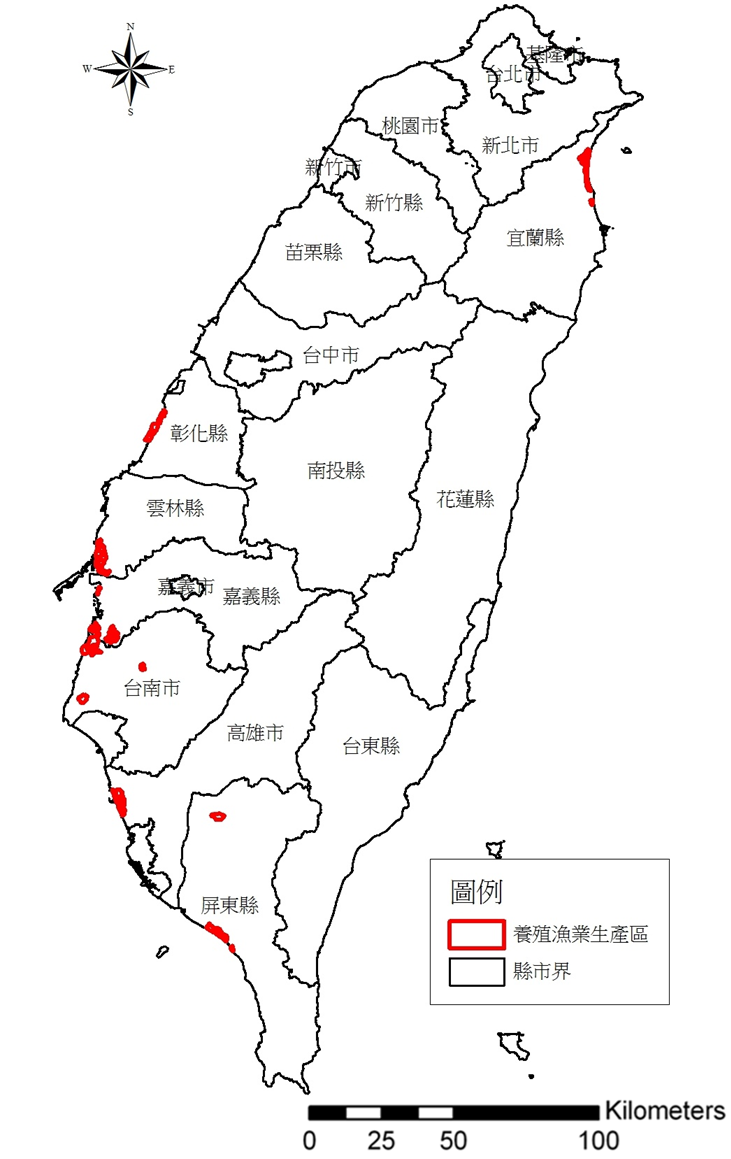 N
W
E
S
基隆市
台北市
桃園市
新北市
新竹市
新竹縣
宜蘭縣
苗栗縣
台中市
彰化縣
南投縣
花蓮縣
雲林縣
嘉義市
嘉義縣
台南市
高雄市
台東縣
屏東縣
圖例
養殖漁業生產區
縣市界
Kilometers
0 25 50 100